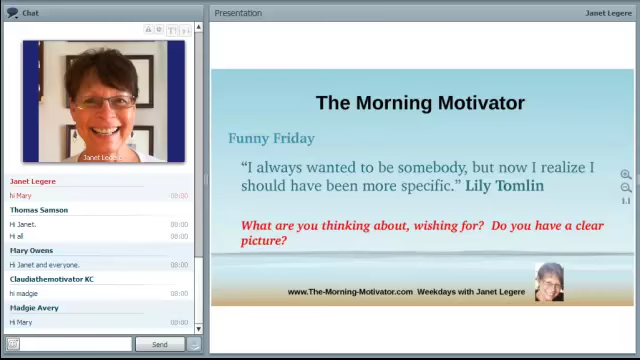 Chat
Presentation
Janet Legere
Janet Legere
Janet Legere
hi Mary
-00:00
Thomas Samson
Hi Janet.
00:00
Hi all
00:00
Mary Owens
Hi Janet and everyone.
00:00
Claudiathemotivator KC
hi madgie
00:00
Madgie Avery
Hi Mary
00:00
Send
The Morning Motivator
Funny Friday
“I always wanted to be somebody, but now I realize I
should have been more specific.” Lily Tomlin
What are you thinking about, wishing for? Do you have a clear
picture?
www.The-Morning-Motivator.com Weekdays with Janet Legere
1:1